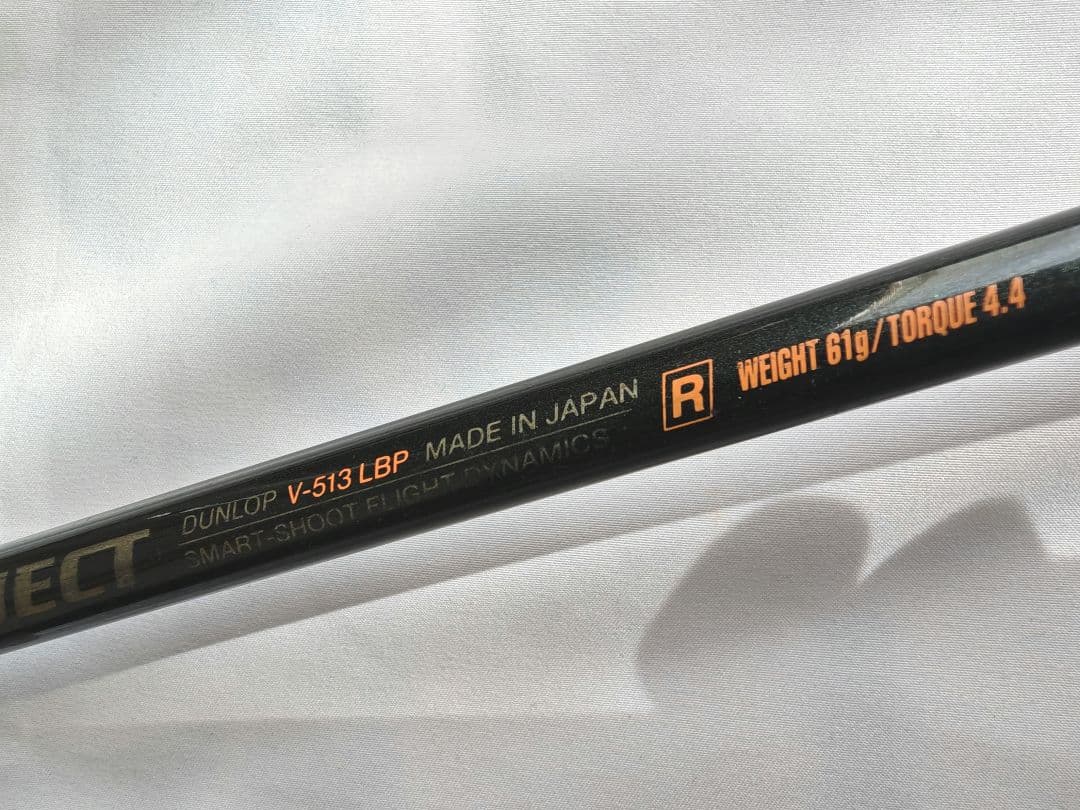 JECT
DUNLOP V-513 LBP MADE IN JAPAN
SMART-SHOOT FLIGHT DYNAMICS
R
WEIGHT 61g/TORQUE 4.4